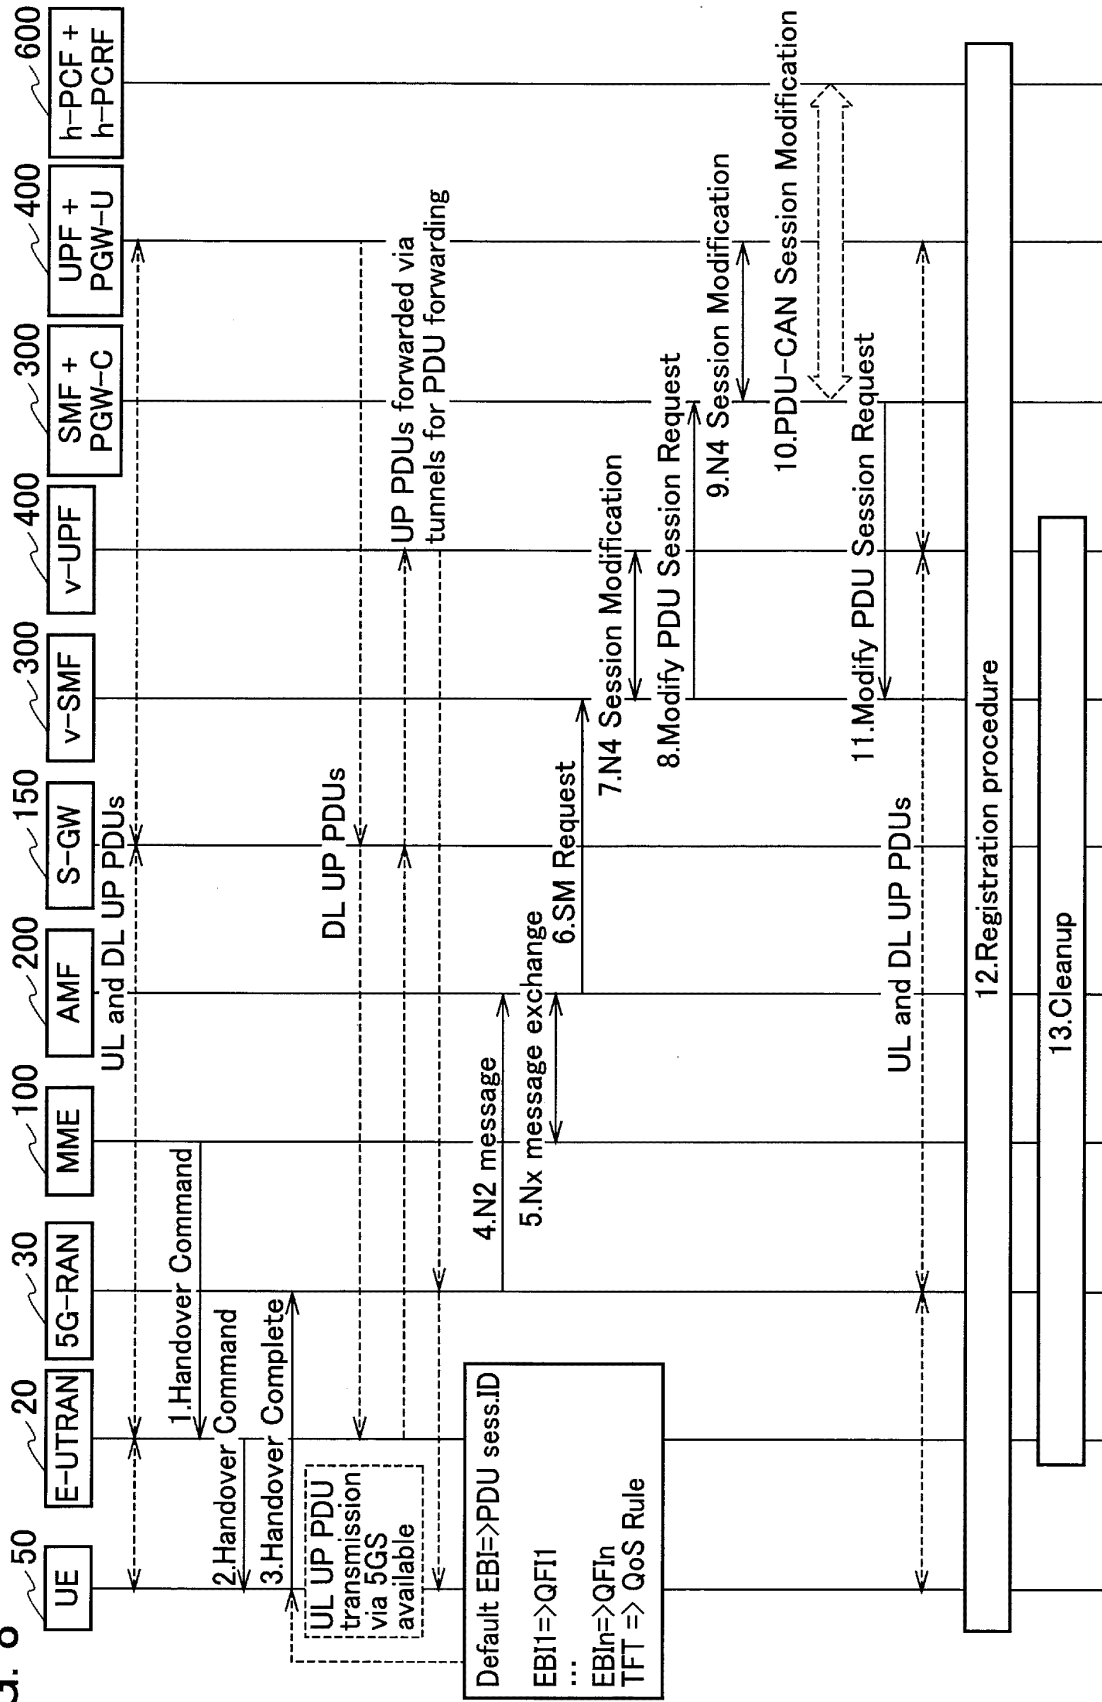 50
20
30
100
200
150
300
400
300
400
600
UE
E-UTRAN
5G-RAN
MME
AMF
S-GW
v-SMF
v-UPF
SMF +
PGW-C
UPF +
PGW-U
h-PCF +
h-PCRF
UL and DL UP PDUs
1.Handover Command
2.Handover Command
3.Handover Complete
UL UP PDU
transmission
via 5GS
available
DL UP PDUs
UP PDUs forwarded via
tunnels for PDU forwarding
Default EBI=>PDU sess.ID
EBI1=>QFI1
...
EBIn=>QFIn
TFT => QoS Rule
4.N2 message
5.Nx message exchange
6.SM Request
7.N4 Session Modification
8.Modify PDU Session Request
9.N4 Session Modification
10.PDU-CAN Session Modification
11.Modify PDU Session Request
UL and DL UP PDUs
12.Registration procedure
13.Cleanup